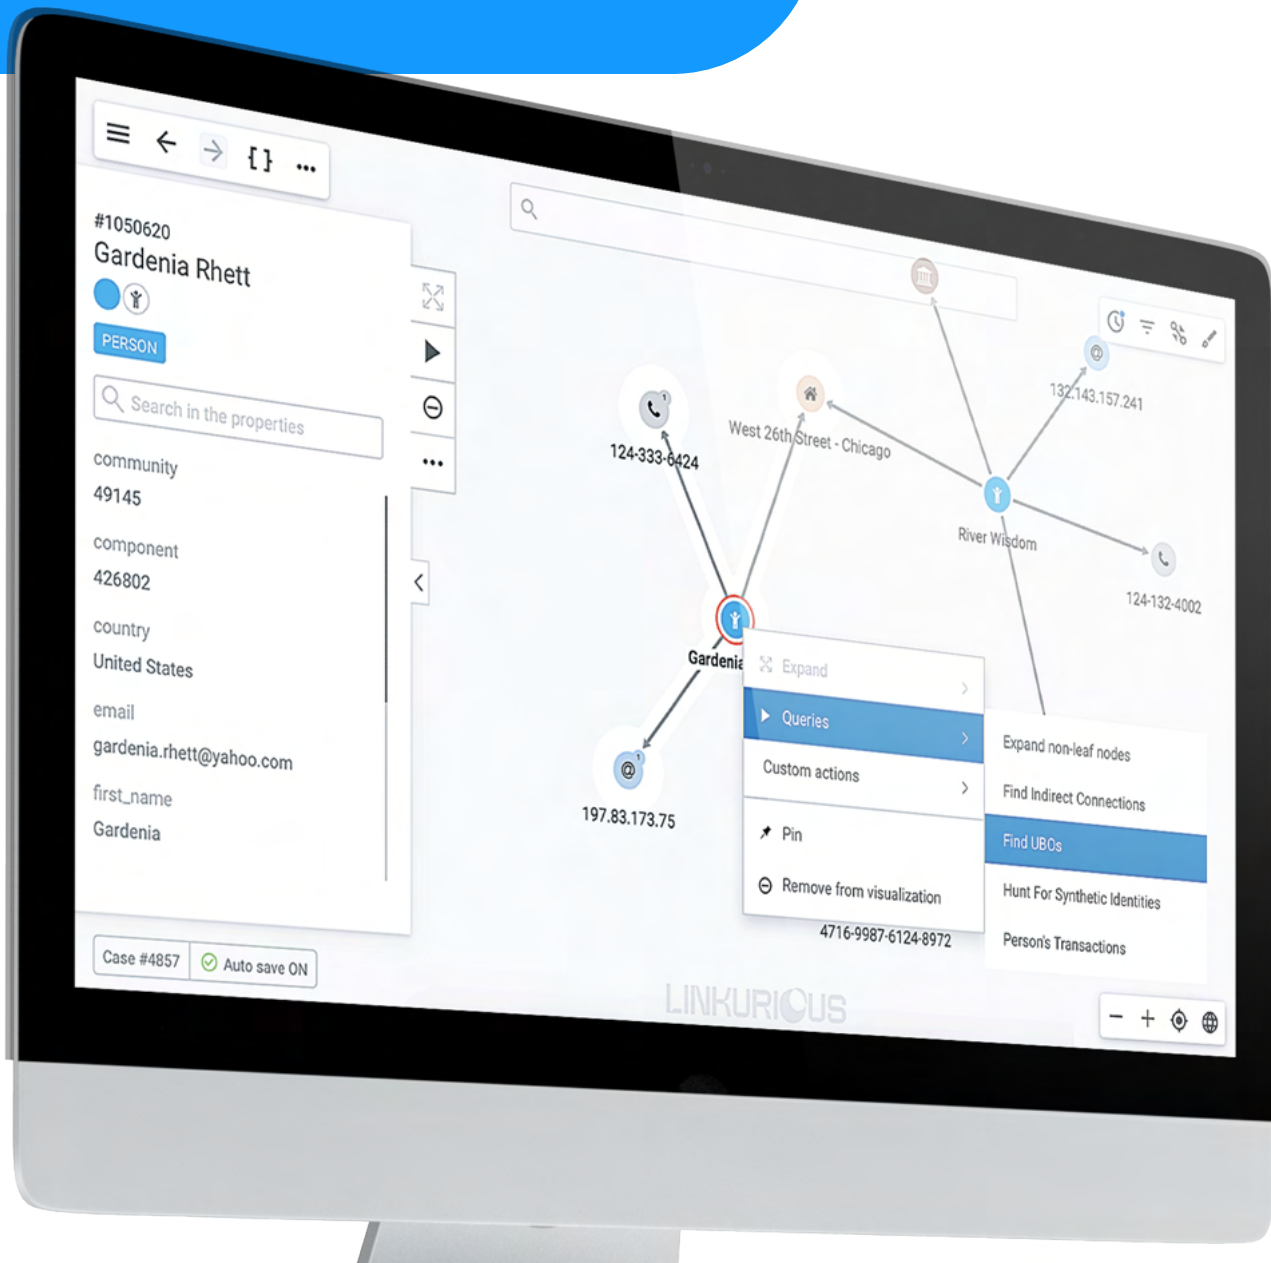 #1050620
Gardenia Rhett
PERSON
Search in the properties
community
49145
component
426802
country
United States
email
gardenia.rhett@yahoo.com
first_name
Gardenia
Case #4857
Auto save ON
124-333-6424
West 26th Street - Chicago
132.143.157.241
River Wisdom
124-132-4002
Gardenia
197.83.173.75
Expand
Queries
Custom actions
Pin
Remove from visualization
Expand non-leaf nodes
Find Indirect Connections
Find UBOs
Hunt For Synthetic Identities
Person's Transactions
4716-9987-6124-8972
LINKURIOUS